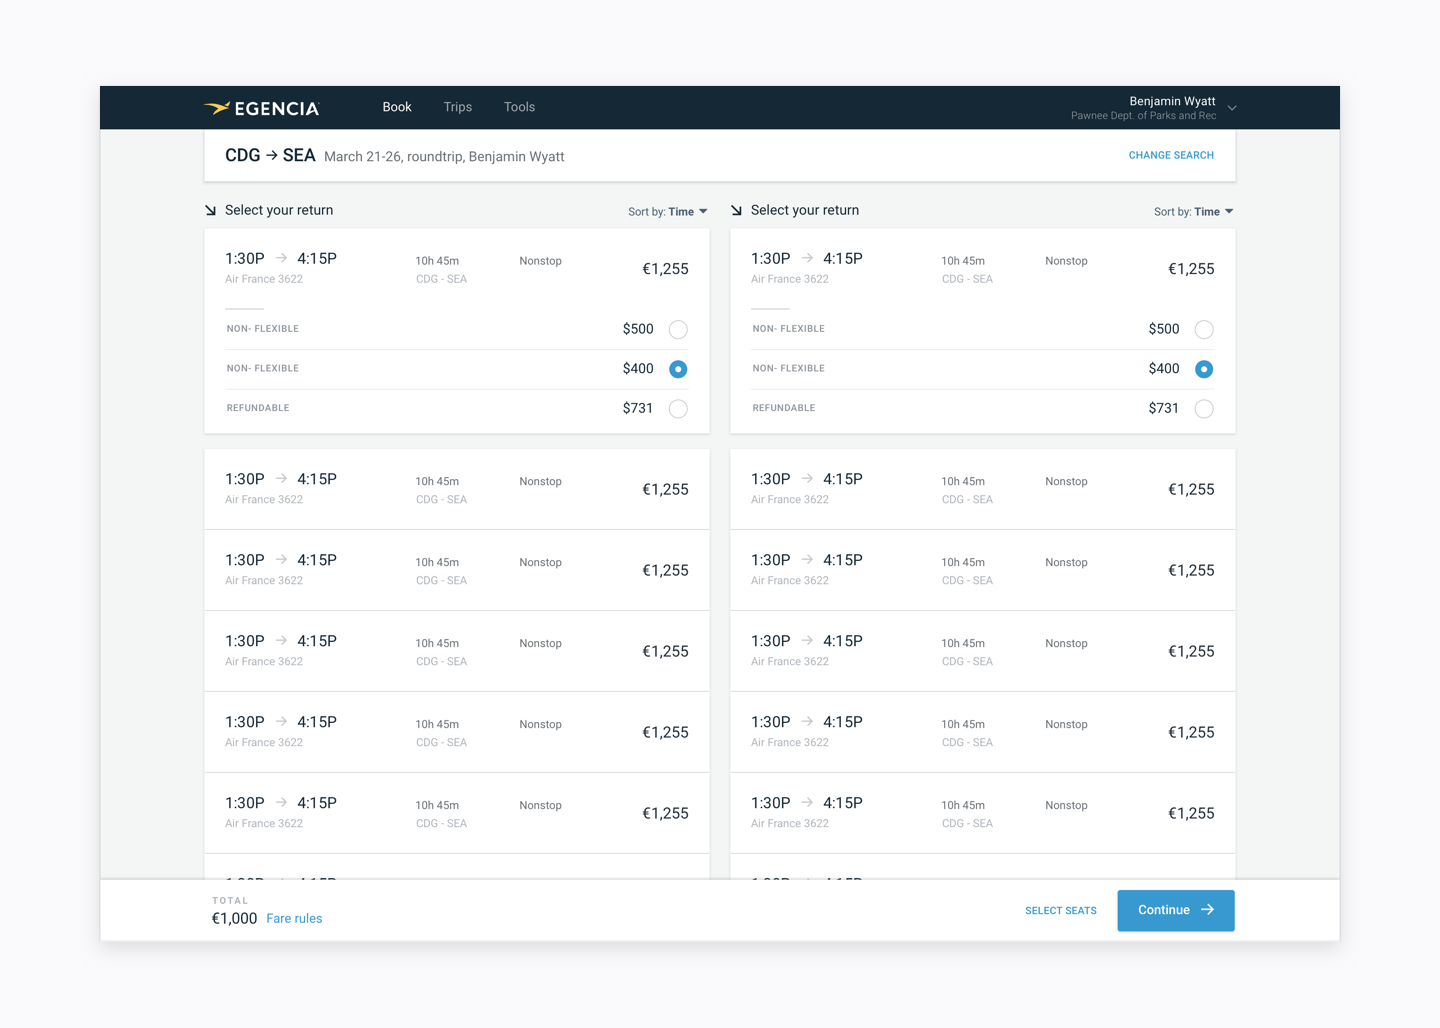 EGENCIA
Book
Trips
Tools
Benjamin Wyatt
Pawnee Dept. of Parks and Rec
CDG → SEA March 21-26, roundtrip, Benjamin Wyatt
CHANGE SEARCH
Select your return
Sort by: Time
1:30P → 4:15P
Air France 3622
10h 45m
CDG - SEA
Nonstop
€1,255
NON- FLEXIBLE $500
NON- FLEXIBLE $400
REFUNDABLE $731
1:30P → 4:15P
Air France 3622
10h 45m
CDG - SEA
Nonstop
€1,255
1:30P → 4:15P
Air France 3622
10h 45m
CDG - SEA
Nonstop
€1,255
1:30P → 4:15P
Air France 3622
10h 45m
CDG - SEA
Nonstop
€1,255
1:30P → 4:15P
Air France 3622
10h 45m
CDG - SEA
Nonstop
€1,255
1:30P → 4:15P
Air France 3622
10h 45m
CDG - SEA
Nonstop
€1,255
Select your return
Sort by: Time
1:30P → 4:15P
Air France 3622
10h 45m
CDG - SEA
Nonstop
€1,255
NON- FLEXIBLE $500
NON- FLEXIBLE $400
REFUNDABLE $731
1:30P → 4:15P
Air France 3622
10h 45m
CDG - SEA
Nonstop
€1,255
1:30P → 4:15P
Air France 3622
10h 45m
CDG - SEA
Nonstop
€1,255
1:30P → 4:15P
Air France 3622
10h 45m
CDG - SEA
Nonstop
€1,255
1:30P → 4:15P
Air France 3622
10h 45m
CDG - SEA
Nonstop
€1,255
1:30P → 4:15P
Air France 3622
10h 45m
CDG - SEA
Nonstop
€1,255
TOTAL
€1,000 Fare rules
SELECT SEATS
Continue →